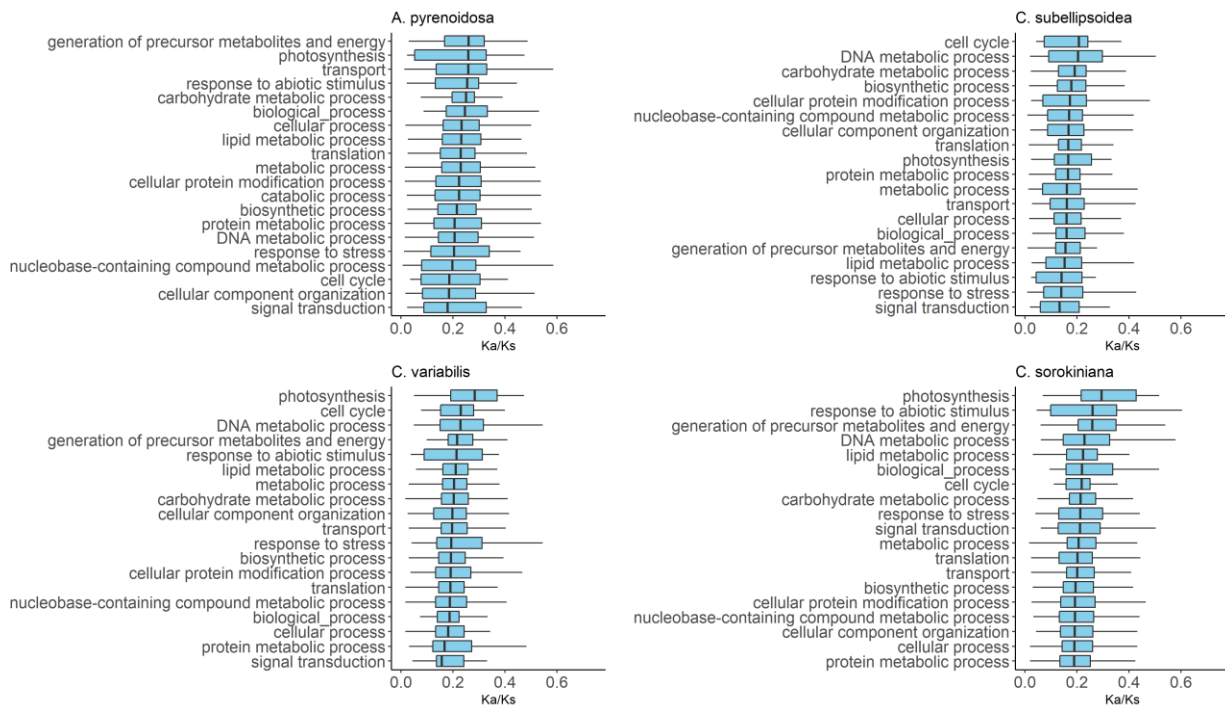 A. pyrenoidosa
generation of precursor metabolites and energy
photosynthesis
transport
response to abiotic stimulus
carbohydrate metabolic process
biological_process
cellular process
lipid metabolic process
translation
metabolic process
cellular protein modification process
catabolic process
biosynthetic process
protein metabolic process
DNA metabolic process
response to stress
nucleobase-containing compound metabolic process
cell cycle
cellular component organization
signal transduction
0.0 0.2 0.4 0.6
Ka/Ks
C. subellipsoidea
cell cycle
DNA metabolic process
carbohydrate metabolic process
biosynthetic process
cellular protein modification process
nucleobase-containing compound metabolic process
cellular component organization
translation
photosynthesis
protein metabolic process
metabolic process
transport
cellular process
biological_process
generation of precursor metabolites and energy
lipid metabolic process
response to abiotic stimulus
response to stress
signal transduction
0.0 0.2 0.4 0.6
Ka/Ks
C. variabilis
photosynthesis
cell cycle
DNA metabolic process
generation of precursor metabolites and energy
response to abiotic stimulus
lipid metabolic process
metabolic process
carbohydrate metabolic process
cellular component organization
transport
response to stress
biosynthetic process
cellular protein modification process
translation
nucleobase-containing compound metabolic process
biological_process
cellular process
protein metabolic process
signal transduction
0.0 0.2 0.4 0.6
Ka/Ks
C. sorokiniana
photosynthesis
response to abiotic stimulus
generation of precursor metabolites and energy
DNA metabolic process
lipid metabolic process
biological_process
cell cycle
carbohydrate metabolic process
response to stress
signal transduction
metabolic process
translation
transport
biosynthetic process
cellular protein modification process
nucleobase-containing compound metabolic process
cellular component organization
cellular process
protein metabolic process
0.0 0.2 0.4 0.6
Ka/Ks